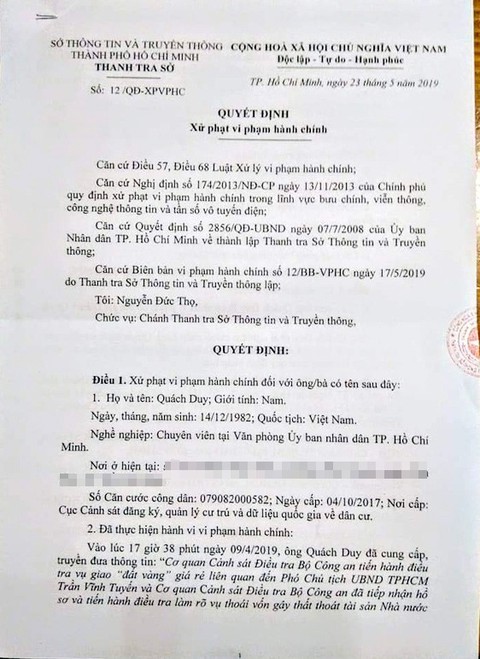 SỞ THÔNG TIN VÀ TRUYỀN THÔNG
THÀNH PHỐ HỒ CHÍ MINH
THANH TRA SỞ
Số: 12 /QĐ-XPVPHC
CỘNG HOÀ XÃ HỘI CHỦ NGHĨA VIỆT NAM
Độc lập - Tự do - Hạnh phúc
TP. Hồ Chí Minh, ngày 23 tháng 5 năm 2019
QUYẾT ĐỊNH
Xử phạt vi phạm hành chính
Căn cứ Điều 57, Điều 68 Luật Xử lý vi phạm hành chính;
Căn cứ Nghị định số 174/2013/NĐ-CP ngày 13/11/2013 của Chính phủ
quy định xử phạt vi phạm hành chính trong lĩnh vực bưu chính, viễn thông,
công nghệ thông tin và tần số vô tuyến điện;
Căn cứ Quyết định số 2856/QĐ-UBND ngày 07/7/2008 của Ủy ban
Nhân dân TP. Hồ Chí Minh về thành lập Thanh tra Sở Thông tin và Truyền
thông;
Căn cứ Biên bản vi phạm hành chính số 12/BB-VPHC ngày 17/5/2019
do Thanh tra Sở Thông tin và Truyền thông lập;
Tôi: Nguyễn Đức Thọ,
Chức vụ: Chánh Thanh tra Sở Thông tin và Truyền thông,
QUYẾT ĐỊNH:
Điều 1. Xử phạt vi phạm hành chính đối với ông/bà có tên sau đây:
1. Họ và tên: Quách Duy; Giới tính: Nam.
Ngày, tháng, năm sinh: 14/12/1982; Quốc tịch: Việt Nam.
Nghề nghiệp: Chuyên viên tại Văn phòng Ủy ban nhân dân TP. Hồ Chí
Minh.
Nơi ở hiện tại:
Số Căn cước công dân: 079082000582; Ngày cấp: 04/10/2017; Nơi cấp:
Cục Cảnh sát đăng ký, quản lý cư trú và dữ liệu quốc gia về dân cư.
2. Đã thực hiện hành vi vi phạm hành chính:
Vào lúc 17 giờ 38 phút ngày 09/4/2019, ông Quách Duy đã cung cấp,
truyền đưa thông tin: "Cơ quan Cảnh sát Điều tra Bộ Công an tiến hành điều
tra vụ giao "đất vàng" giá rẻ liên quan đến Phó Chủ tịch UBND TPHCM
Trần Vĩnh Tuyến và Cơ quan Cảnh sát Điều tra Bộ Công an đã tiếp nhận hồ
sơ và tiến hành điều tra làm rõ vụ thoái vốn gây thất thoát tài sản Nhà nước
1